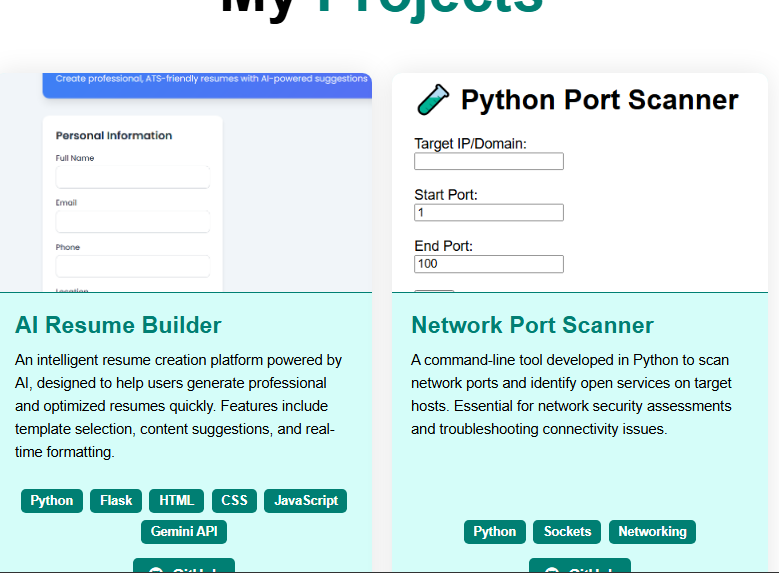 My Projects
Create professional, ATS-friendly resumes with AI-powered suggestions
Personal Information
Full Name
Email
Phone
Location
Python Port Scanner
Target IP/Domain:
Start Port:
1
End Port:
100
AI Resume Builder
An intelligent resume creation platform powered by
AI, designed to help users generate professional
and optimized resumes quickly. Features include
template selection, content suggestions, and real-
time formatting.
Python Flask HTML CSS JavaScript
Gemini API
GitHub
Network Port Scanner
A command-line tool developed in Python to scan
network ports and identify open services on target
hosts. Essential for network security assessments
and troubleshooting connectivity issues.
Python Sockets Networking
GitHub